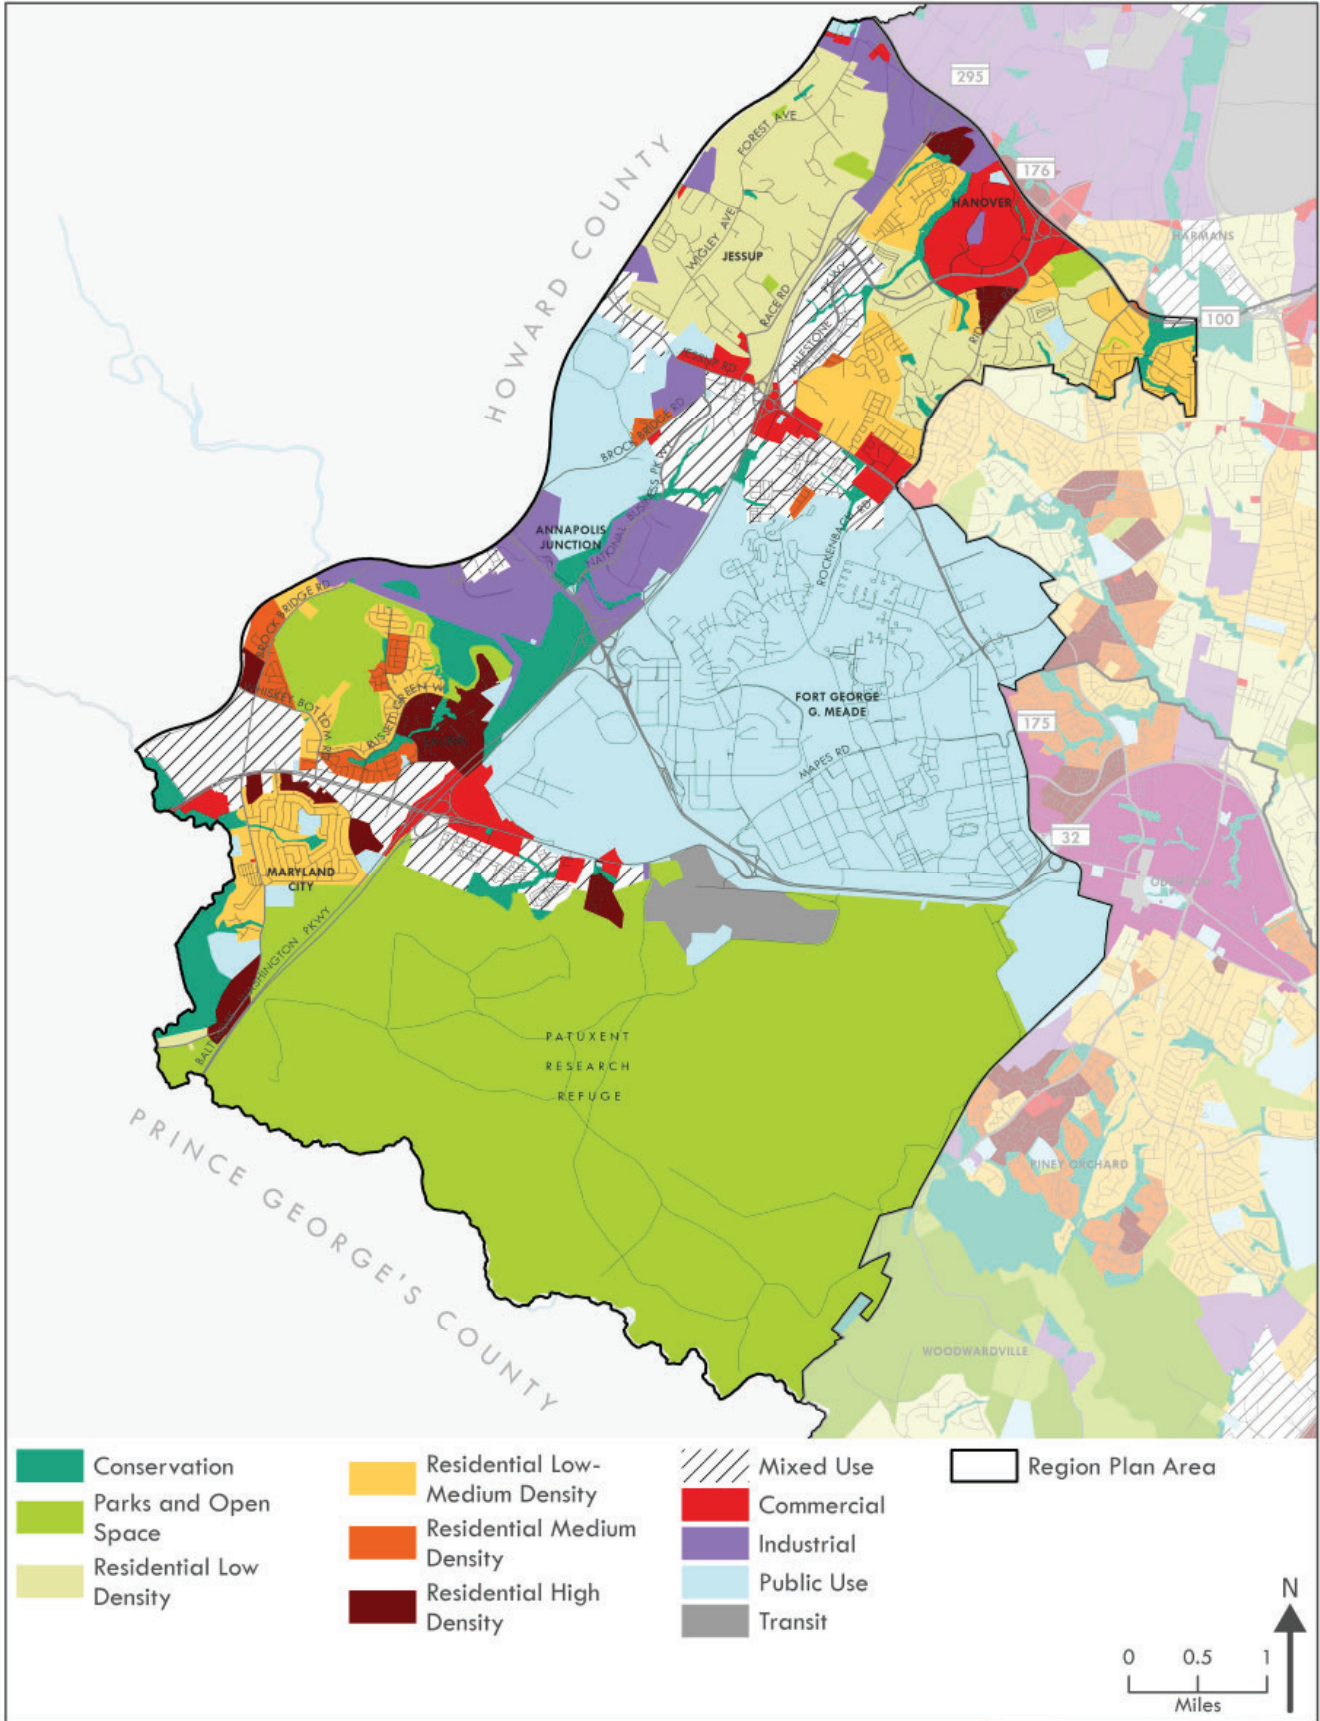 295
FOREST AVE
176
HANOVER
HARMANS
HOWARD COUNTY
WIGLEY AVE
JESSUP
RACE RD
PKWY
MILESTONE
100
JESSUP RD
BROCK BRIDGE RD
NATIONAL BUSINESS PKWY
ANNAPOLIS
JUNCTION
ROCKENBACH RD
BROCK BRIDGE RD
WHISKEY BOTTOM RD
RUSSETT GREEN
FORT GEORGE
G. MEADE
175
MAPES RD
32
MARYLAND
CITY
WASHINGTON PKWY
PATUXENT
RESEARCH
REFUGE
PINEY ORCHARD
PRINCE GEORGE'S COUNTY
WOODWARDVILLE
Conservation
Parks and Open
Space
Residential Low
Density
Residential Low-
Medium Density
Residential Medium
Density
Residential High
Density
Mixed Use
Commercial
Industrial
Public Use
Transit
Region Plan Area
N
0 0.5 1
Miles